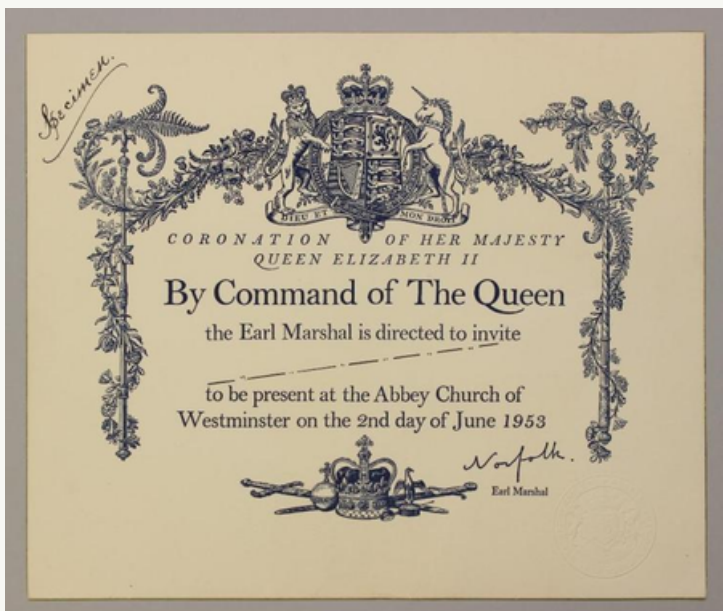 Specimen.
DIEU ET MON DROIT
CORONATION OF HER MAJESTY
QUEEN ELIZABETH II
By Command of The Queen
the Earl Marshal is directed to invite
to be present at the Abbey Church of
Westminster on the 2nd day of June 1953
Norfolk.
Earl Marshal